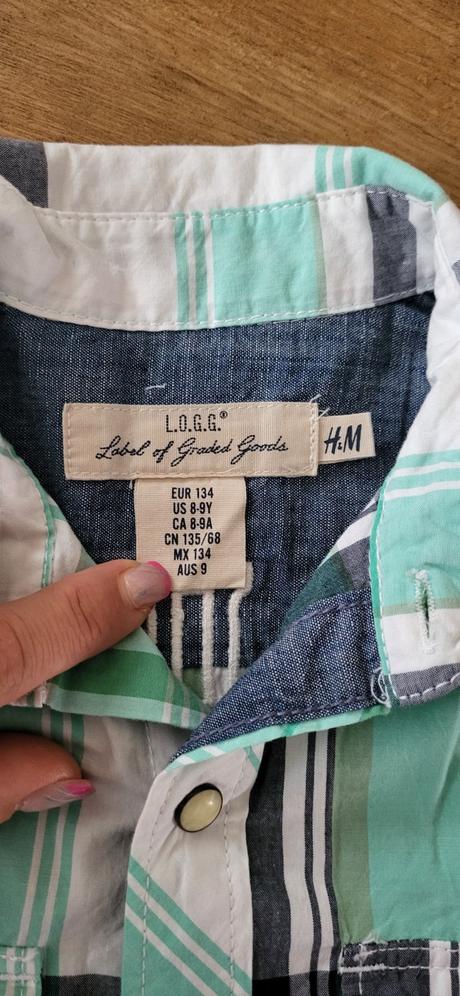 L.O.G.G.®
Label of Graded Goods
H&M
EUR 134
US 8-9Y
CA 8-9A
CN 135/68
MX 134
AUS 9